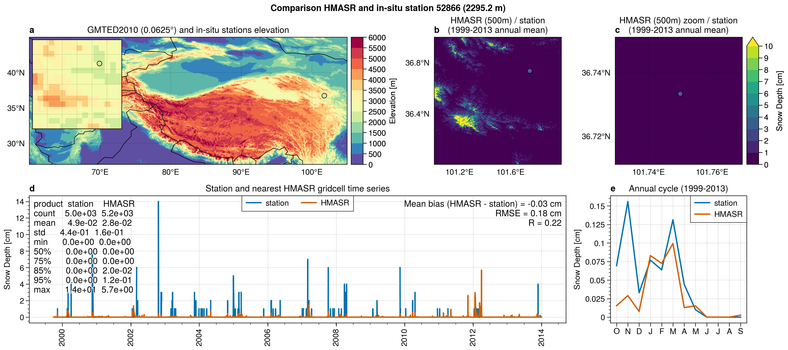 Comparison HMASR and in-situ station 52866 (2295.2 m)
a
GMTED2010 (0.0625°) and in-situ stations elevation
40°N
35°N
30°N
70°E
80°E
90°E
100°E
6000
5500
5000
4500
4000
3500
3000
2500
2000
1500
1000
500
0
Elevation [m]
b
HMASR (500m) / station
(1999-2013 annual mean)
36.8°N
36.4°N
101.2°E
101.6°E
c
HMASR (500m) zoom / station
(1999-2013 annual mean)
36.74°N
36.72°N
101.74°E
101.76°E
10
9
8
7
6
5
4
3
2
1
0
Snow Depth [cm]
d
Station and nearest HMASR gridcell time series
product station HMASR
count 5.0e+03 5.2e+03
mean 4.9e-02 2.8e-02
std 4.4e-01 1.6e-01
min 0.0e+00 0.0e+00
50% 0.0e+00 0.0e+00
75% 0.0e+00 0.0e+00
85% 0.0e+00 2.0e-02
95% 0.0e+00 1.2e-01
max 1.4e+01 5.7e+00
station
HMASR
Mean bias (HMASR - station) = -0.03 cm
RMSE = 0.18 cm
R = 0.22
Snow Depth [cm]
14
12
10
8
6
4
2
0
2000
2002
2004
2006
2008
2010
2012
2014
e
Annual cycle (1999-2013)
station
HMASR
Snow Depth [cm]
0.15
0.125
0.1
0.075
0.05
0.025
0
O N D J F M A M J J A S